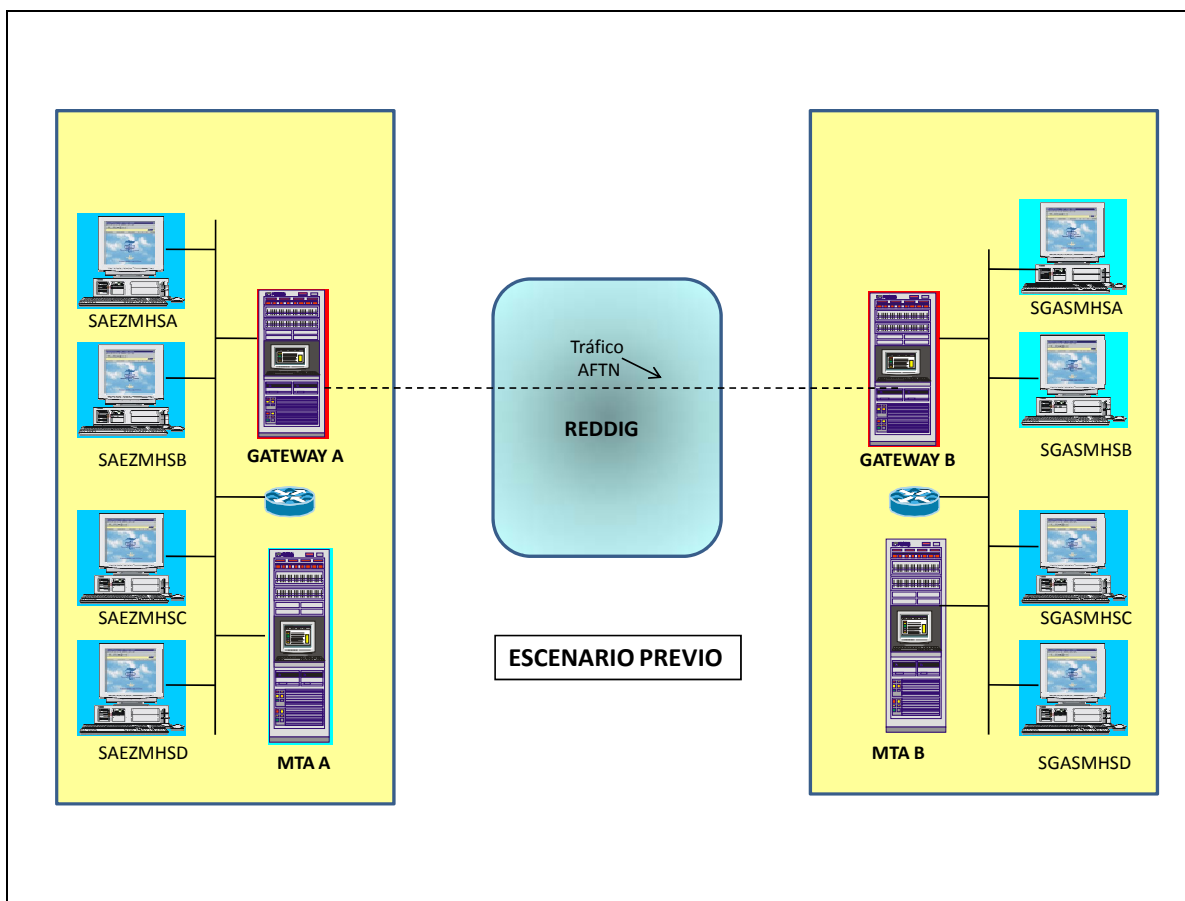 SAEZMHSA
SAEZMHSB
GATEWAY A
SAEZMHSC
SAEZMHSD
MTA A
Tráfico
AFTN
REDDIG
ESCENARIO PREVIO
SGASMHSA
GATEWAY B
SGASMHSB
SGASMHSC
MTA B
SGASMHSD